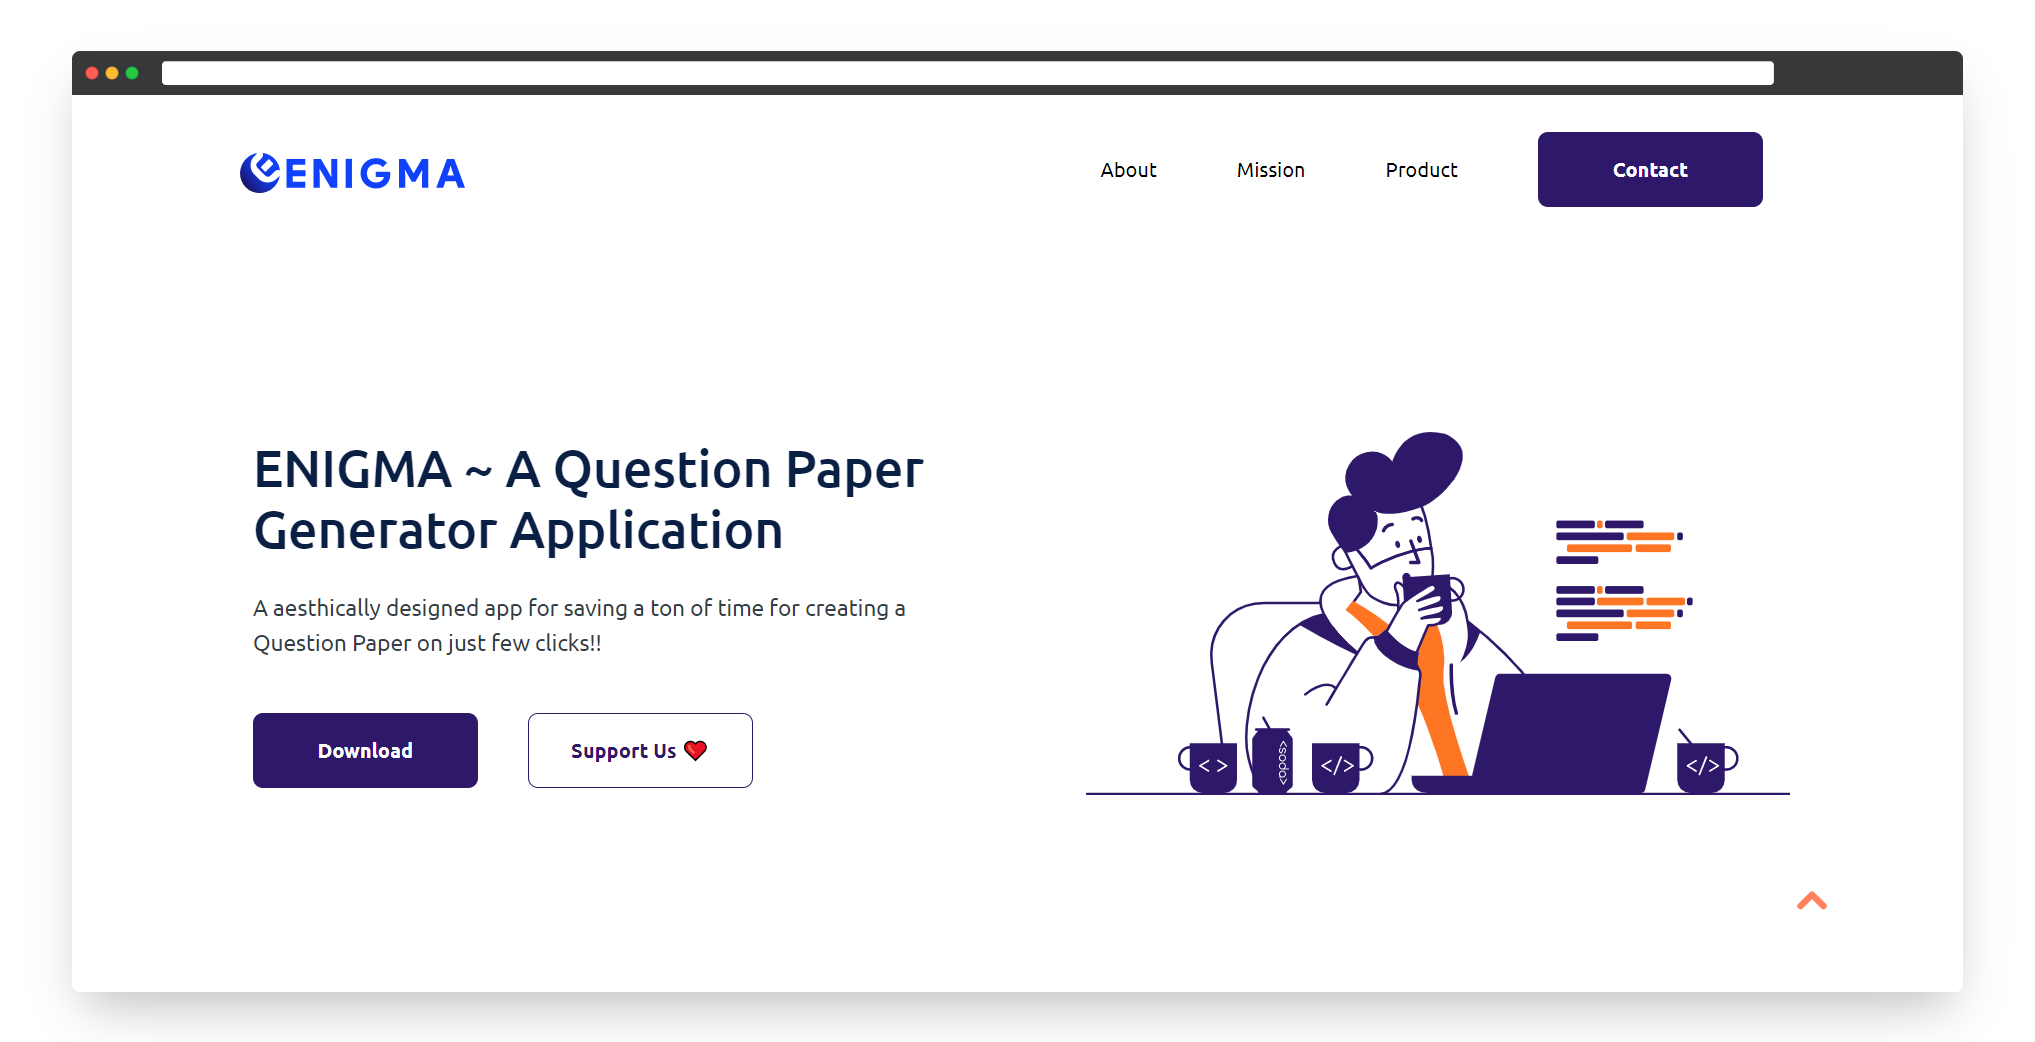 ENIGMA
About
Mission
Product
Contact
ENIGMA ~ A Question Paper
Generator Application
A aesthically designed app for saving a ton of time for creating a
Question Paper on just few clicks!!
Download
Support Us ❤
< >
<soda>
</>
</>